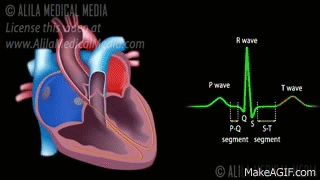 © ALILA MEDICAL MEDIA
License this video at
www.AlilaMedicalMedia.com
R wave
P wave
T wave
Q
S
P-Q
segment
S-T
segment
© ALILA MEDICAL MEDIA
MakeAGIF.com